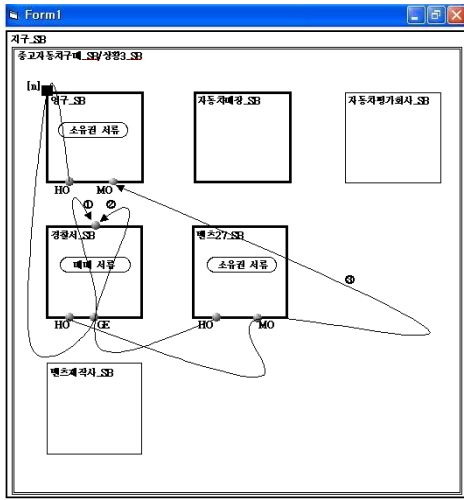 Form1
지구_SB
중고자동차구매_SB/상황3_SB
[n]
영구_SB
소유권 서류
HO MO
자동차매장_SB
자동차평가회사_SB
① ②
경찰서_SB
매매 서류
HO GE
벤츠27_SB
소유권 서류
HO MO
③
벤츠제작사_SB